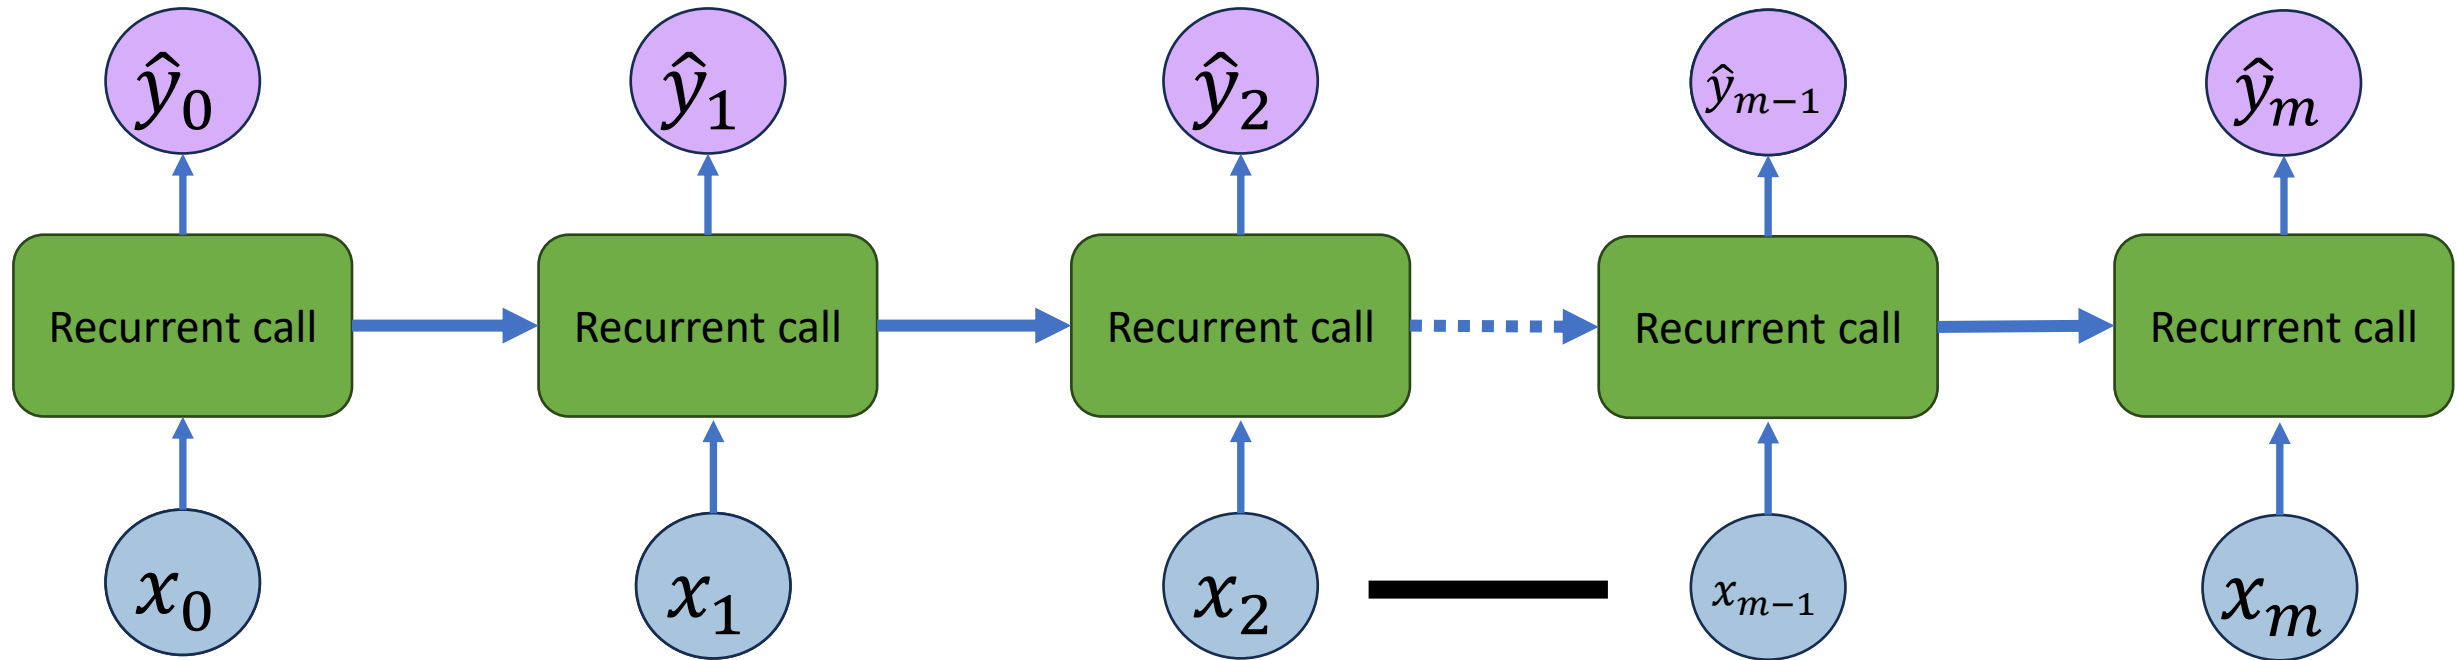 ŷ₀ ŷ₁ ŷ₂ ŷₘ₋₁ ŷₘ
Recurrent call Recurrent call Recurrent call Recurrent call Recurrent call
x₀ x₁ x₂ xₘ₋₁ xₘ